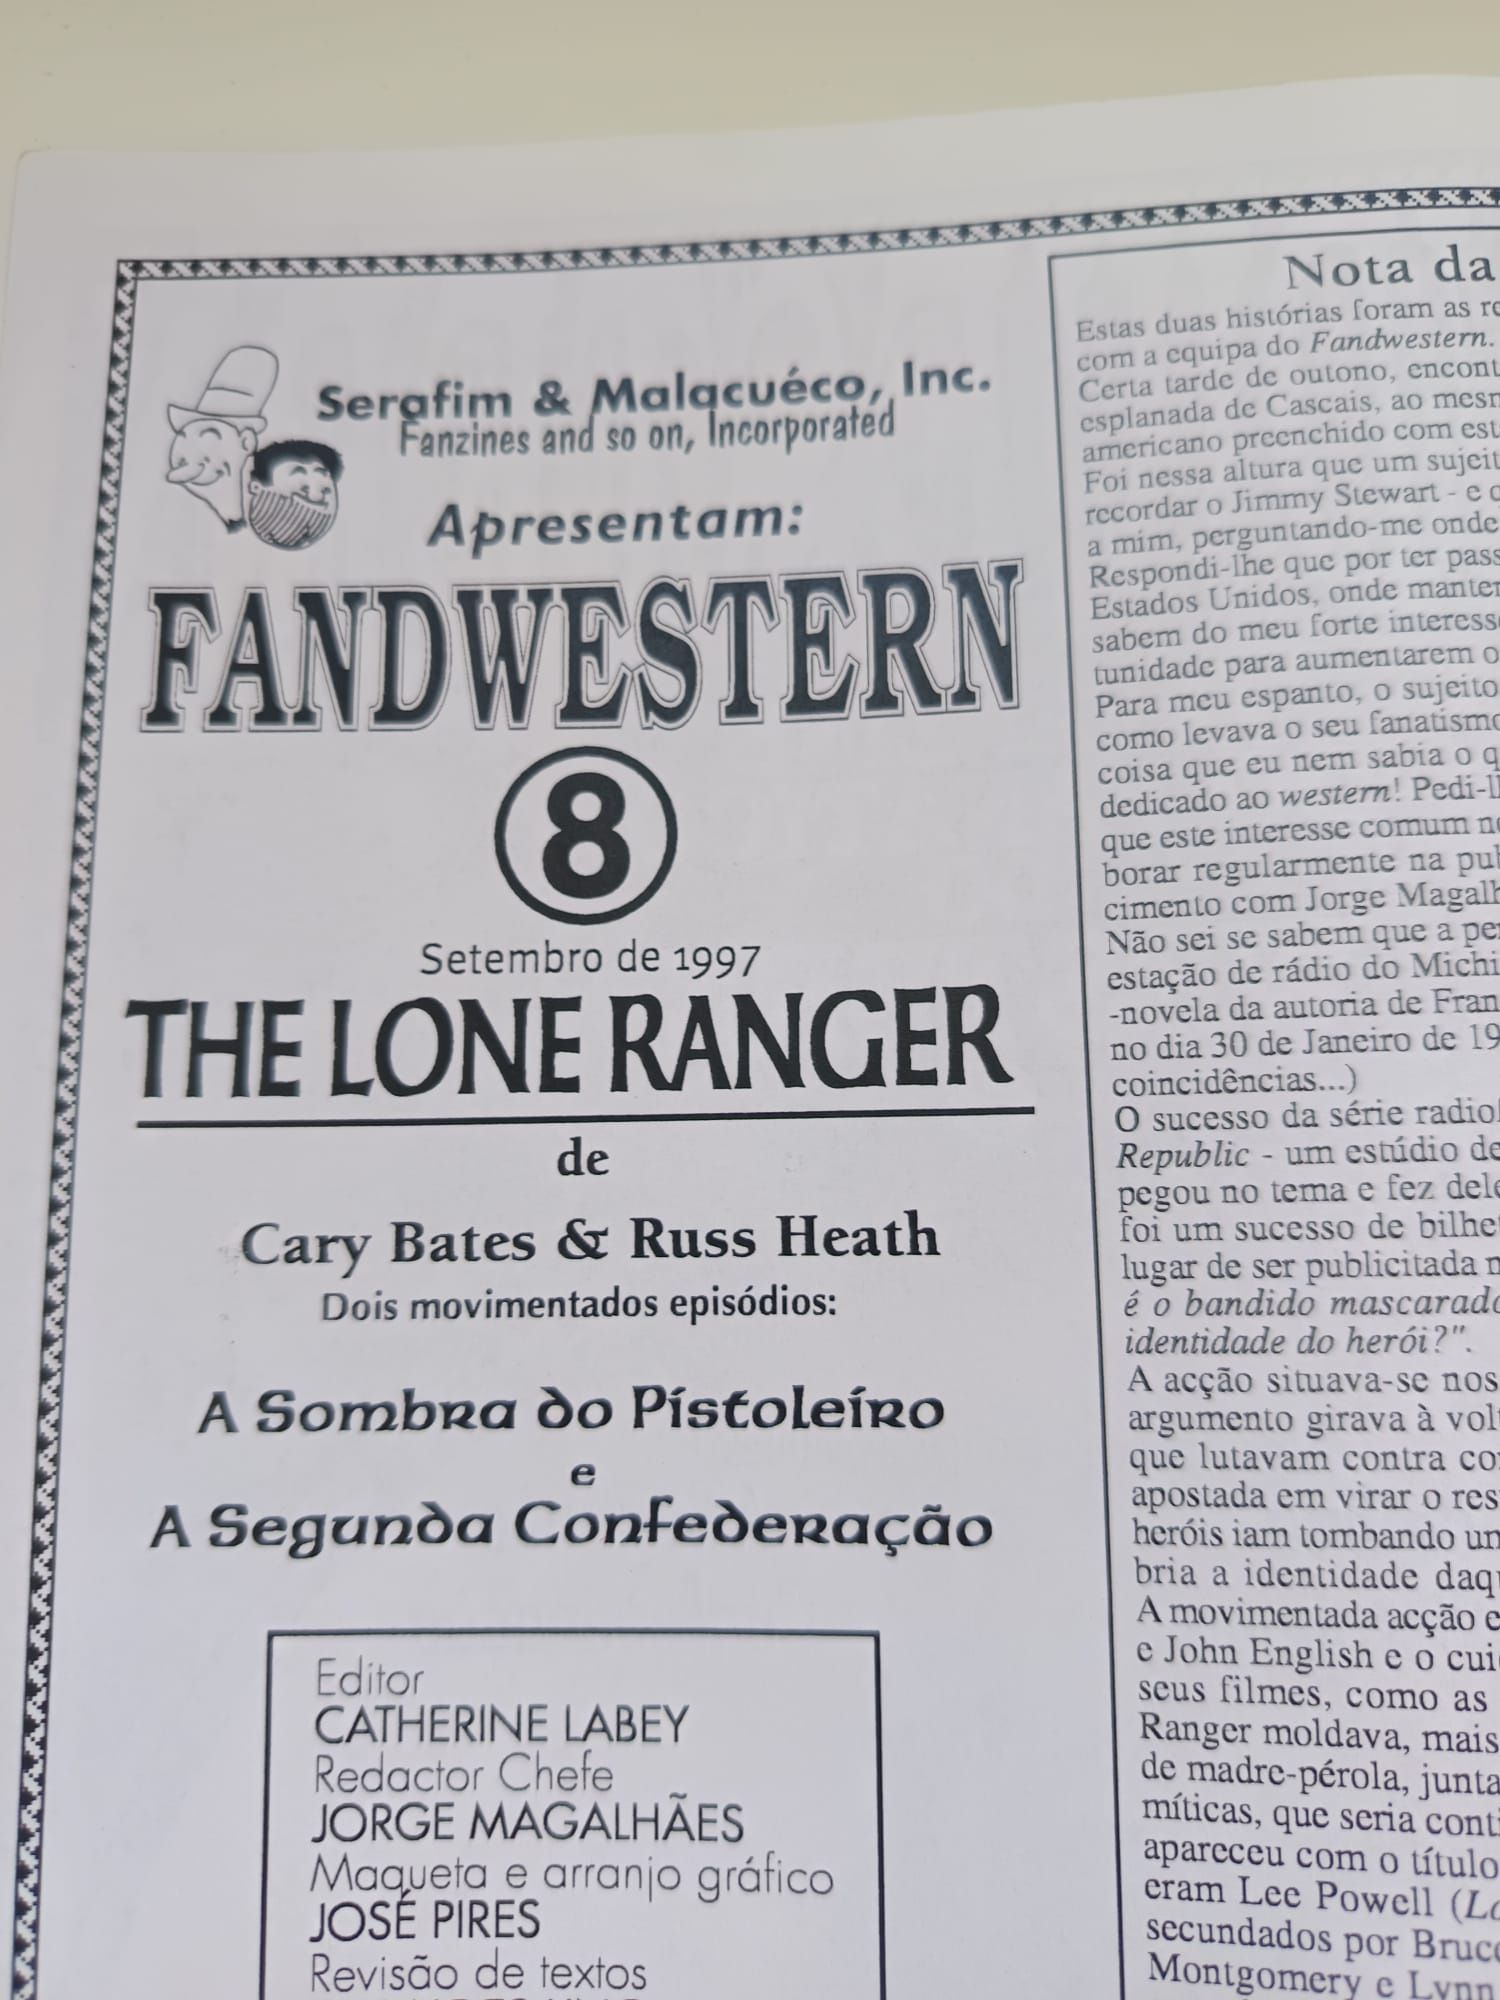 Serafim & Malacuéco, Inc.
Fanzines and so on, Incorporated
Apresentam:
FANDWESTERN
8
Setembro de 1997
THE LONE RANGER
de
Cary Bates & Russ Heath
Dois movimentados episódios:
A Sombra do Pistoleiro
e
A Segunda Confederação
Editor
CATHERINE LABEY
Redactor Chefe
JORGE MAGALHÃES
Maqueta e arranjo gráfico
JOSÉ PIRES
Revisão de textos
Nota da
Estas duas histórias foram as
com a equipa do Fandwestern.
Certa tarde de outono,
esplanada de Cascais, ao
americano preenchido com
Foi nessa altura que um
recordar o Jimmy Stewart - e
a mim, perguntando-me onde
Respondi-lhe que por ter
Estados Unidos, onde
sabem do meu forte
tunidade para aumentarem o
Para meu espanto, o sujeito
como levava o seu fanatismo
coisa que eu nem sabia o
dedicado ao western!
que este interesse comum
borar regularmente na
cimento com Jorge
Não sei se sabem que a
estação de rádio do
-novela da autoria de
no dia 30 de Janeiro de 19
coincidências...)
O sucesso da série
Republic - um estúdio
pegou no tema e fez
foi um sucesso de
lugar de ser publicitada
é o bandido
identidade do herói?".
A acção situava-se nos
argumento girava à
que lutavam contra
apostada em virar o
heróis iam tombando
bria a identidade
A movimentada acção
e John English e o
seus filmes, como as
Ranger moldava, mais
de madre-pérola,
míticas, que seria
apareceu com o título
eram Lee Powell (
secundados por
Montgomery e Lynn